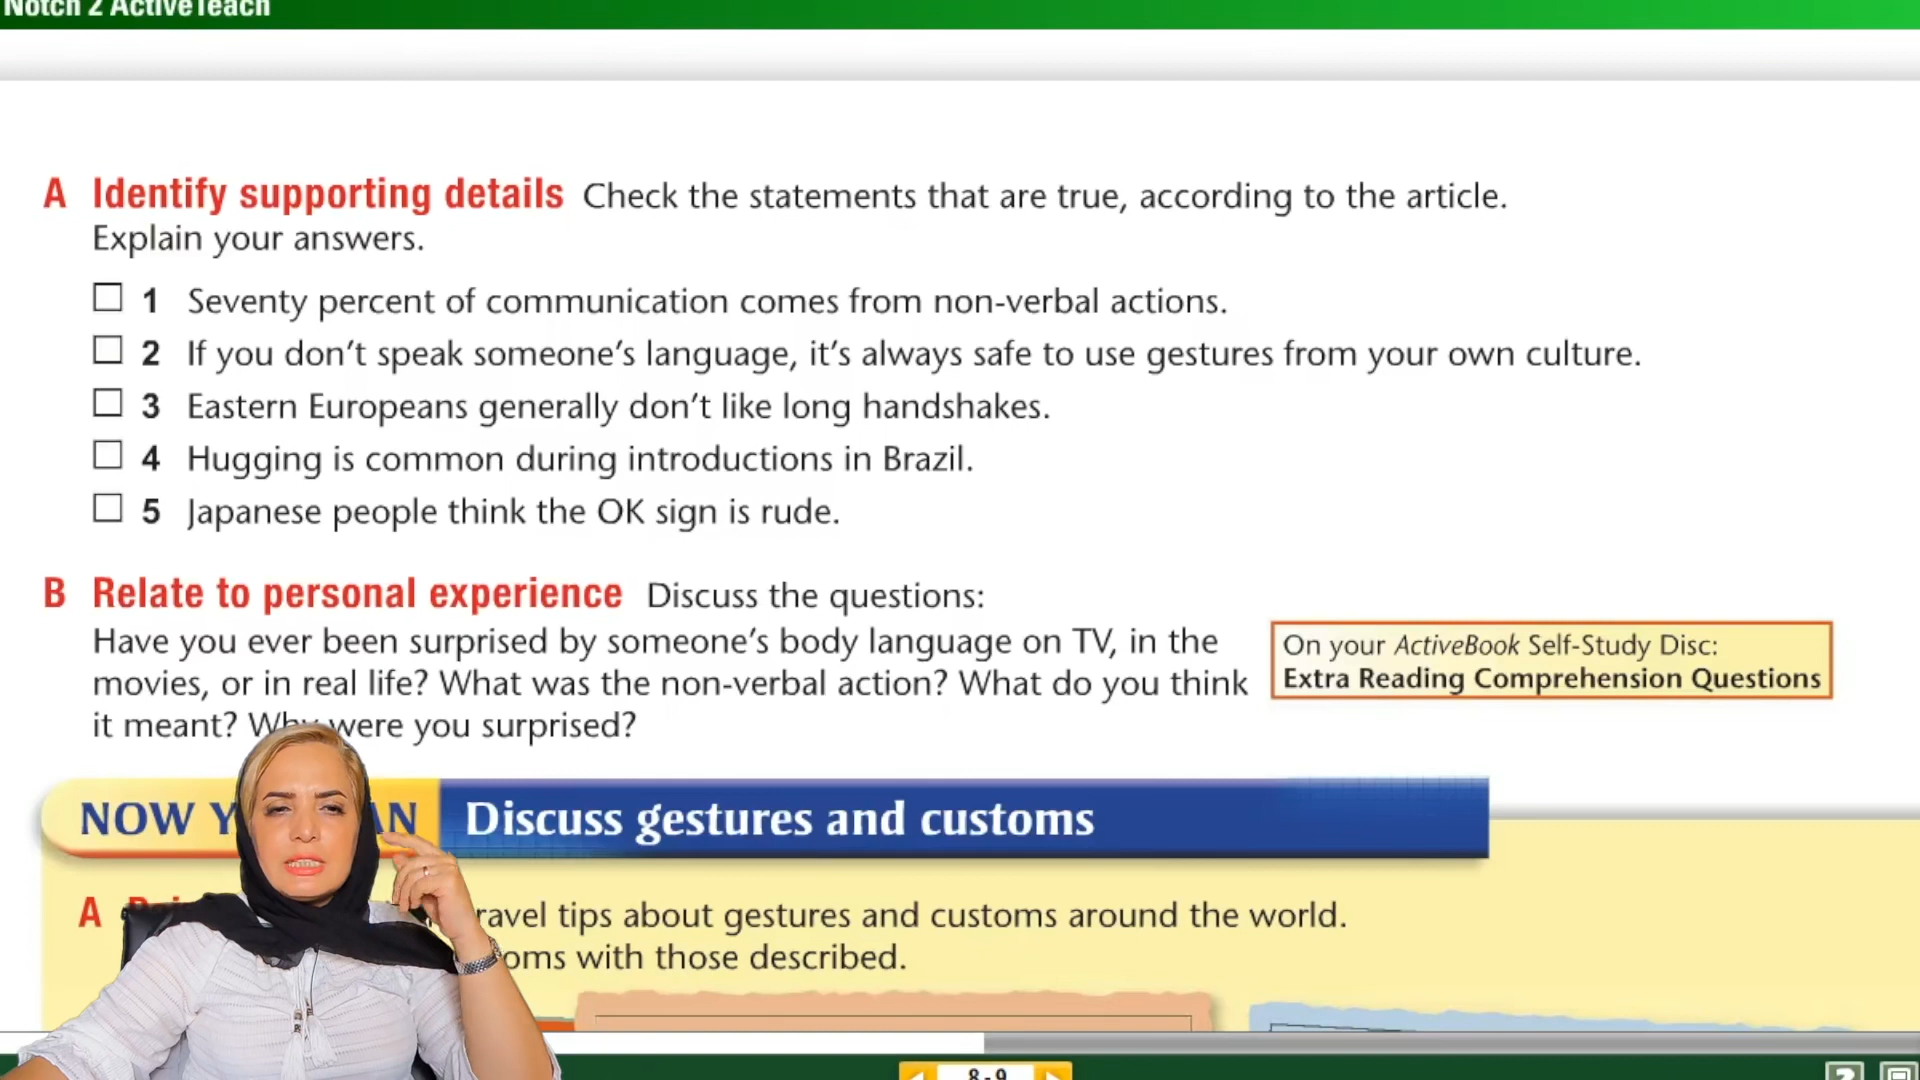 Notch 2 ActiveTeach
A Identify supporting details Check the statements that are true, according to the article.
Explain your answers.
1 Seventy percent of communication comes from non-verbal actions.
2 If you don't speak someone's language, it's always safe to use gestures from your own culture.
3 Eastern Europeans generally don't like long handshakes.
4 Hugging is common during introductions in Brazil.
5 Japanese people think the OK sign is rude.
B Relate to personal experience Discuss the questions:
Have you ever been surprised by someone's body language on TV, in the
movies, or in real life? What was the non-verbal action? What do you think
it meant? Why were you surprised?
On your ActiveBook Self-Study Disc:
Extra Reading Comprehension Questions
NOW
Discuss gestures and customs
A travel tips about gestures and customs around the world.
with those described.
8-9
?